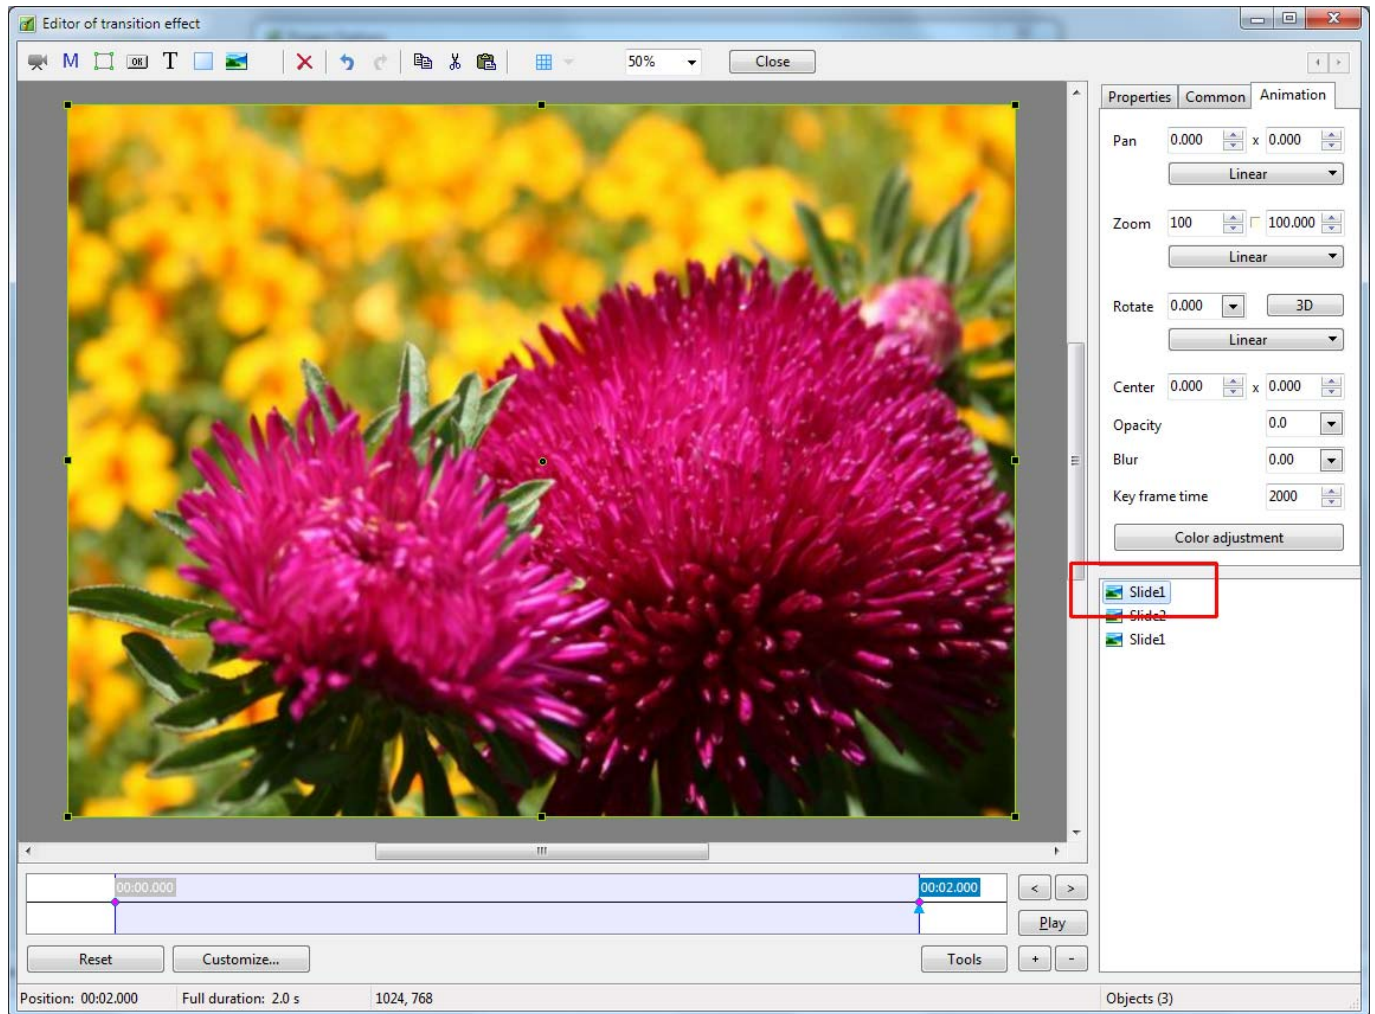 Editor of transition effect
M OK T 50% Close
Properties Common Animation
Pan 0.000 x 0.000
Linear
Zoom 100 100.000
Linear
Rotate 0.000 3D
Linear
Center 0.000 x 0.000
Opacity 0.0
Blur 0.00
Key frame time 2000
Color adjustment
Slide1
Slide2
Slide1
00:00.000 00:02.000 < >
Play
Reset Customize... Tools + -
Position: 00:02.000 Full duration: 2.0 s 1024, 768 Objects (3)